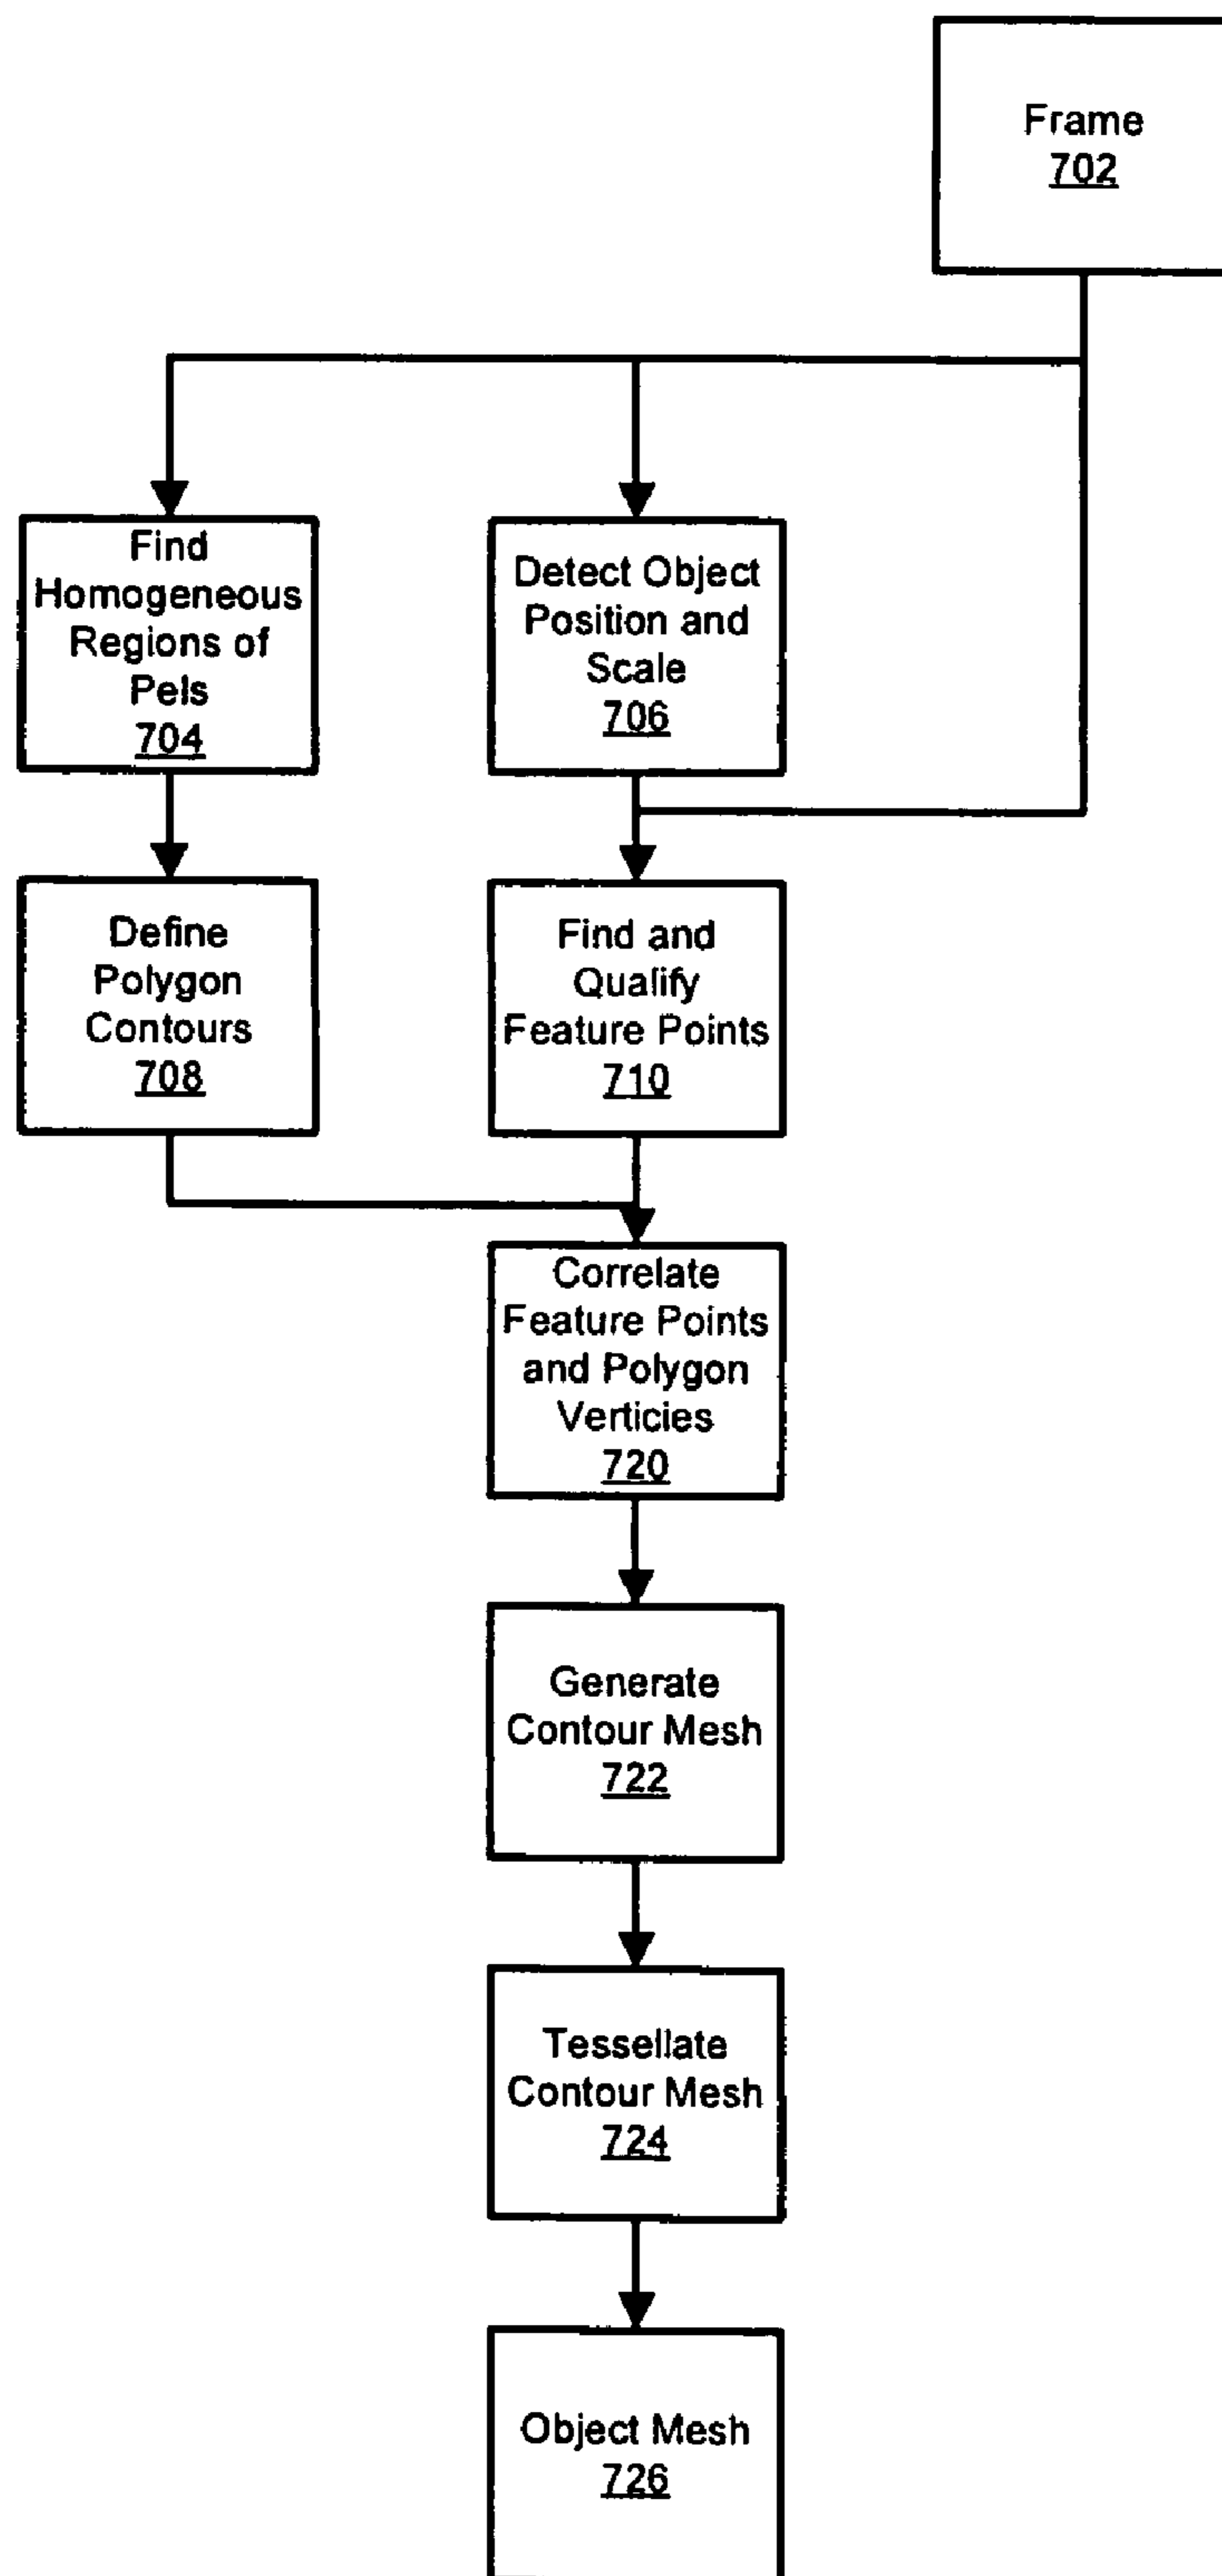 Frame
702
Find
Homogeneous
Regions of
Pels
704
Detect Object
Position and
Scale
706
Define
Polygon
Contours
708
Find and
Qualify
Feature Points
710
Correlate
Feature Points
and Polygon
Verticies
720
Generate
Contour Mesh
722
Tessellate
Contour Mesh
724
Object Mesh
726